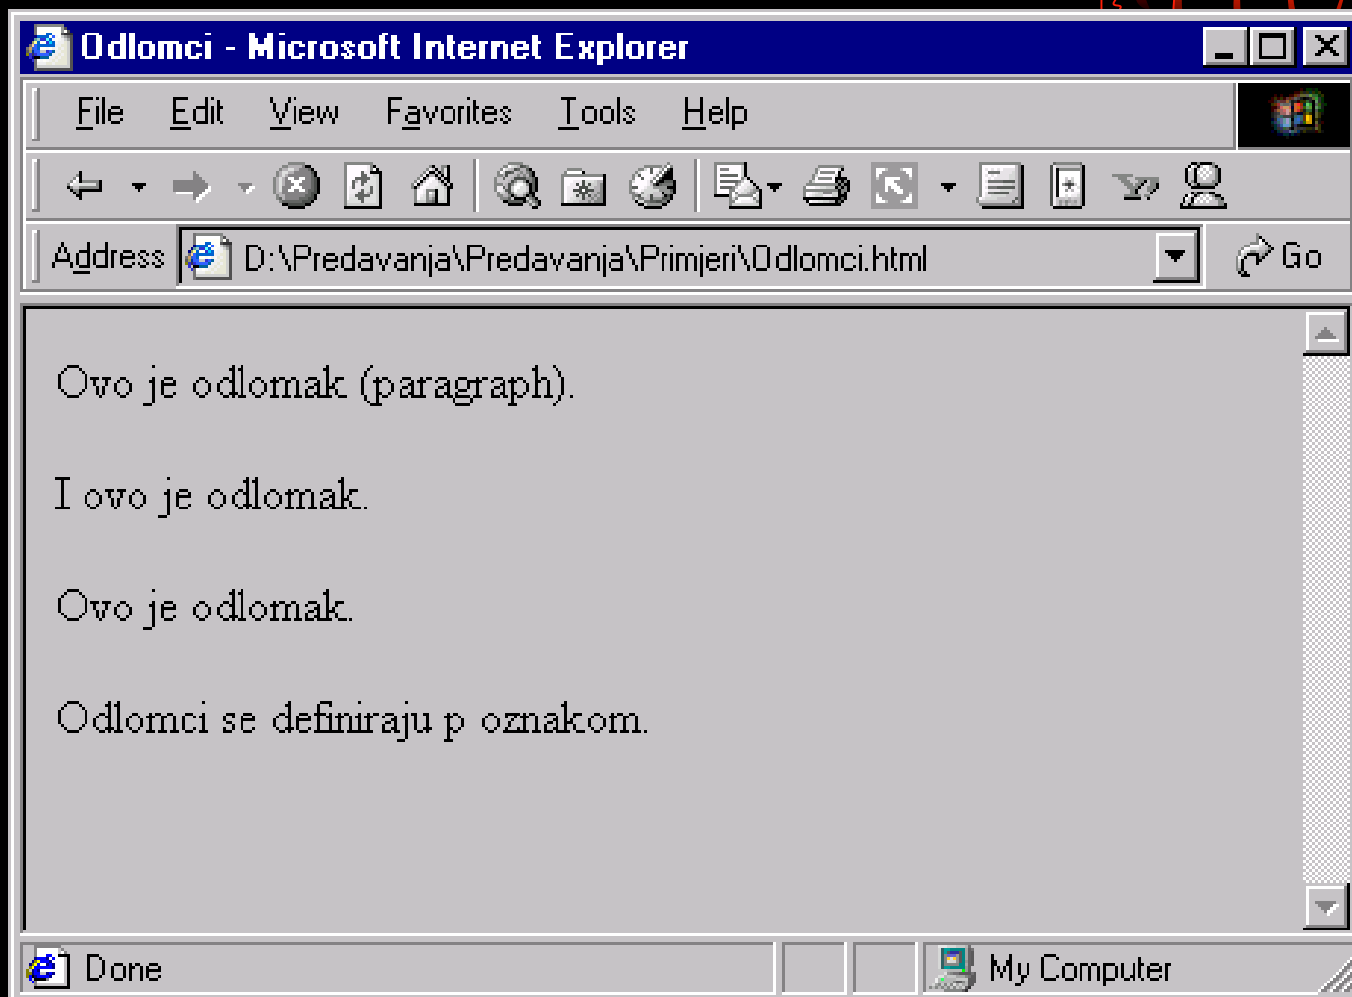 Odlomci - Microsoft Internet Explorer
File Edit View Favorites Tools Help
Address D:\Predavanja\Predavanja\Primjeri\Odlomci.html Go
Ovo je odlomak (paragraph).
I ovo je odlomak.
Ovo je odlomak.
Odlomci se definiraju p oznakom.
Done My Computer